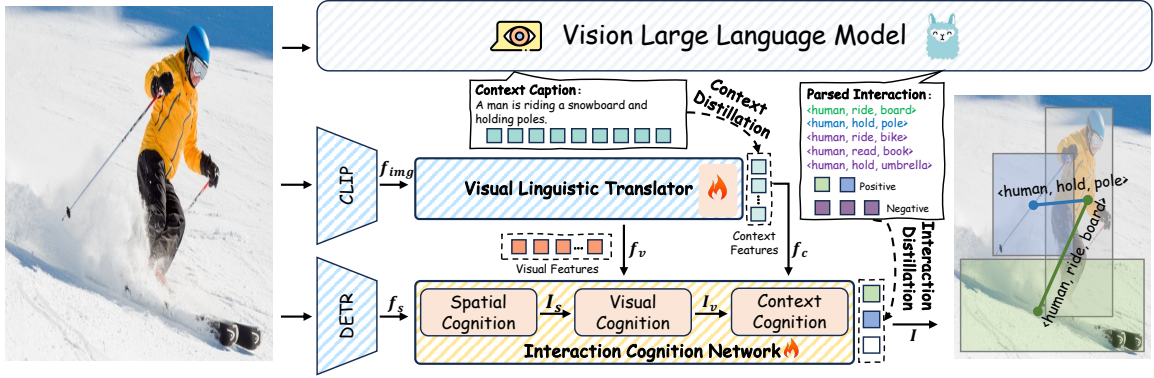 Vision Large Language Model
Context Caption:
A man is riding a snowboard and
holding poles.
Context
Distillation
Parsed Interaction:
<human, ride, board>
<human, hold, pole>
<human, ride, bike>
<human, read, book>
<human, hold, umbrella>
Positive
Negative
CLIP
f_img
Visual Linguistic Translator
Context
Features
Visual Features
f_v
f_c
Interaction
Distillation
DETR
f_s
Spatial
Cognition
I_s
Visual
Cognition
I_v
Context
Cognition
Interaction Cognition Network
I
<human, hold, pole>
<human, ride, board>